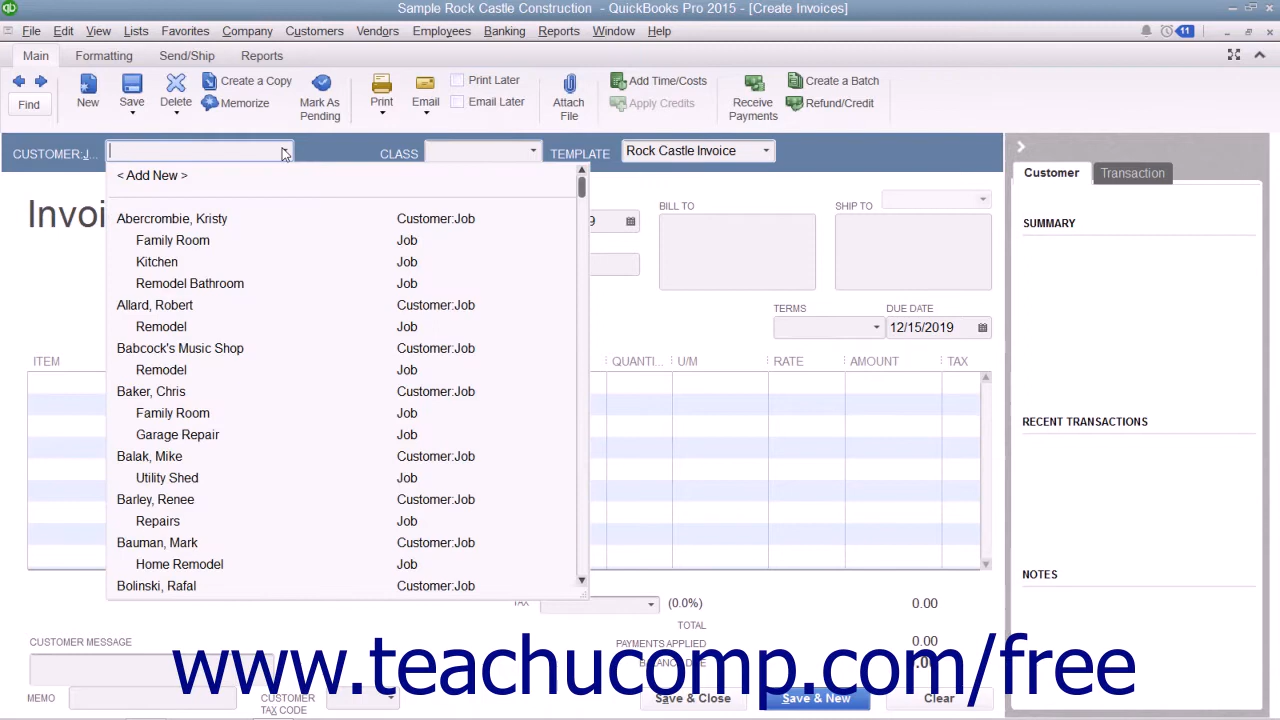 Sample Rock Castle Construction - QuickBooks Pro 2015 - [Create Invoices]
File Edit View Lists Favorites Company Customers Vendors Employees Banking Reports Window Help 11
Main Formatting Send/Ship Reports
Find New Save Delete Create a Copy Memorize Mark As Pending Print Email Print Later Email Later Attach File Add Time/Costs Apply Credits Receive Payments Create a Batch Refund/Credit
CUSTOMER:J... CLASS TEMPLATE Rock Castle Invoice
Customer Transaction
< Add New >
Invoi 9 BILL TO SHIP TO
SUMMARY
Abercrombie, Kristy Customer:Job
Family Room Job
Kitchen Job
Remodel Bathroom Job
Allard, Robert Customer:Job
TERMS DUE DATE
Remodel Job 12/15/2019
Babcock's Music Shop Customer:Job
ITEM QUANTI... U/M RATE AMOUNT TAX
Remodel Job
Baker, Chris Customer:Job
Family Room Job
RECENT TRANSACTIONS
Garage Repair Job
Balak, Mike Customer:Job
Utility Shed Job
Barley, Renee Customer:Job
Repairs Job
Bauman, Mark Customer:Job
Home Remodel Job
NOTES
Bolinski, Rafal Customer:Job
TAX (0.0%) 0.00
TOTAL
CUSTOMER MESSAGE PAYMENTS APPLIED 0.00
www.teachucomp.com/free
MEMO CUSTOMER TAX CODE Save & Close Save & New Clear